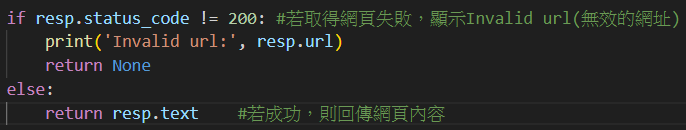 if resp.status_code != 200: #若取得網頁失敗，顯示Invalid url(無效的網址)
    print('Invalid url:', resp.url)
    return None
else:
    return resp.text    #若成功，則回傳網頁內容